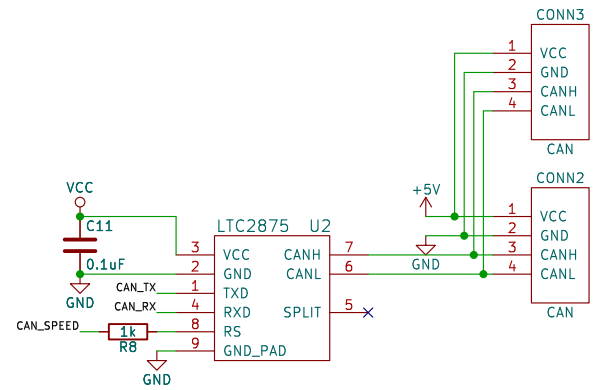 CONN3
1 VCC
2 GND
3 CANH
4 CANL
CAN
CONN2
+5V
1 VCC
2 GND
3 CANH
4 CANL
GND
CAN
VCC
C11
0.1uF
GND
LTC2875 U2
3 VCC CANH 7
2 GND CANL 6
CAN_TX 1 TXD
CAN_RX 4 RXD SPLIT 5
CAN_SPEED 1k 8 RS
R8
9 GND_PAD
GND